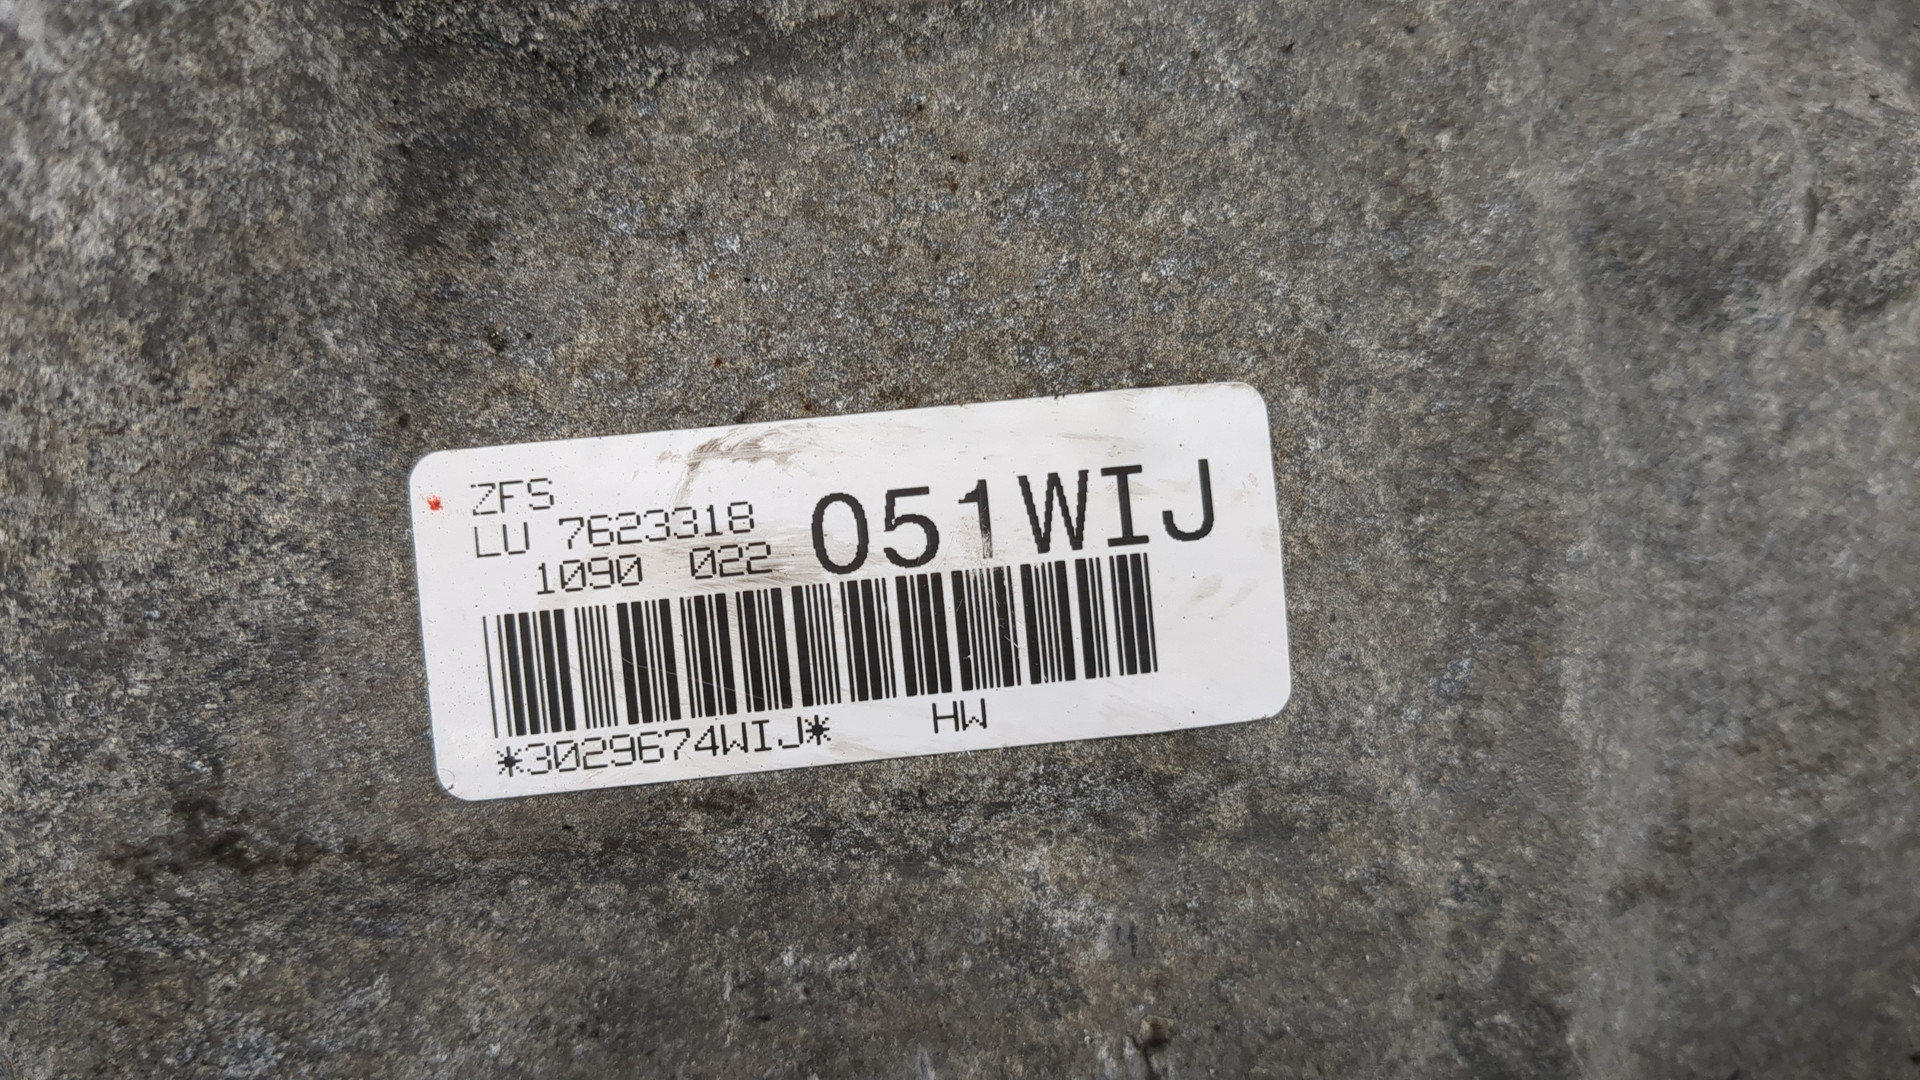 ZFS
LU 7623318
1090 022
051WIJ
*3029674WIJ*
HW